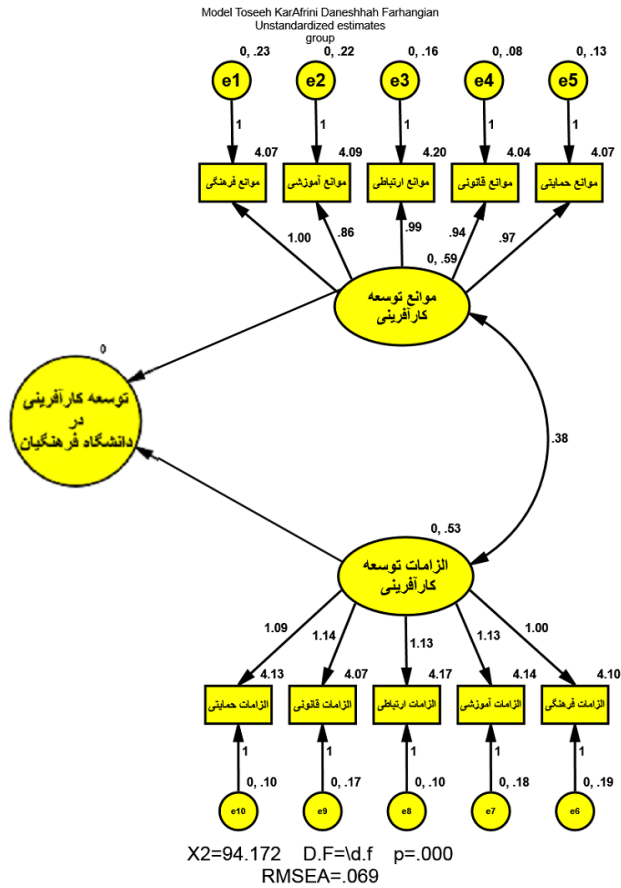 Model Toseeh KarAfrini Daneshhah Farhangian
Unstandardized estimates
group
0, .23 0, .22 0, .16 0, .08 0, .13
e1 e2 e3 e4 e5
1 1 1 1 1
4.07 4.09 4.20 4.04 4.07
موانع فرهنگی موانع آموزشی موانع ارتباطی موانع قانونی موانع حمایتی
1.00 .86 .99 .94 .97
0, .59
موانع توسعه
کارآفرینی
0
توسعه کارآفرینی
در
دانشگاه فرهنگیان
.38
0, .53
الزامات توسعه
کارآفرینی
1.09 1.14 1.13 1.13 1.00
4.13 4.07 4.17 4.14 4.10
الزامات حمایتی الزامات قانونی الزامات ارتباطی الزامات آموزشی الزامات فرهنگی
1 1 1 1 1
0, .10 0, .17 0, .10 0, .18 0, .19
e10 e9 e8 e7 e6
X2=94.172 D.F=\d.f p=.000
RMSEA=.069